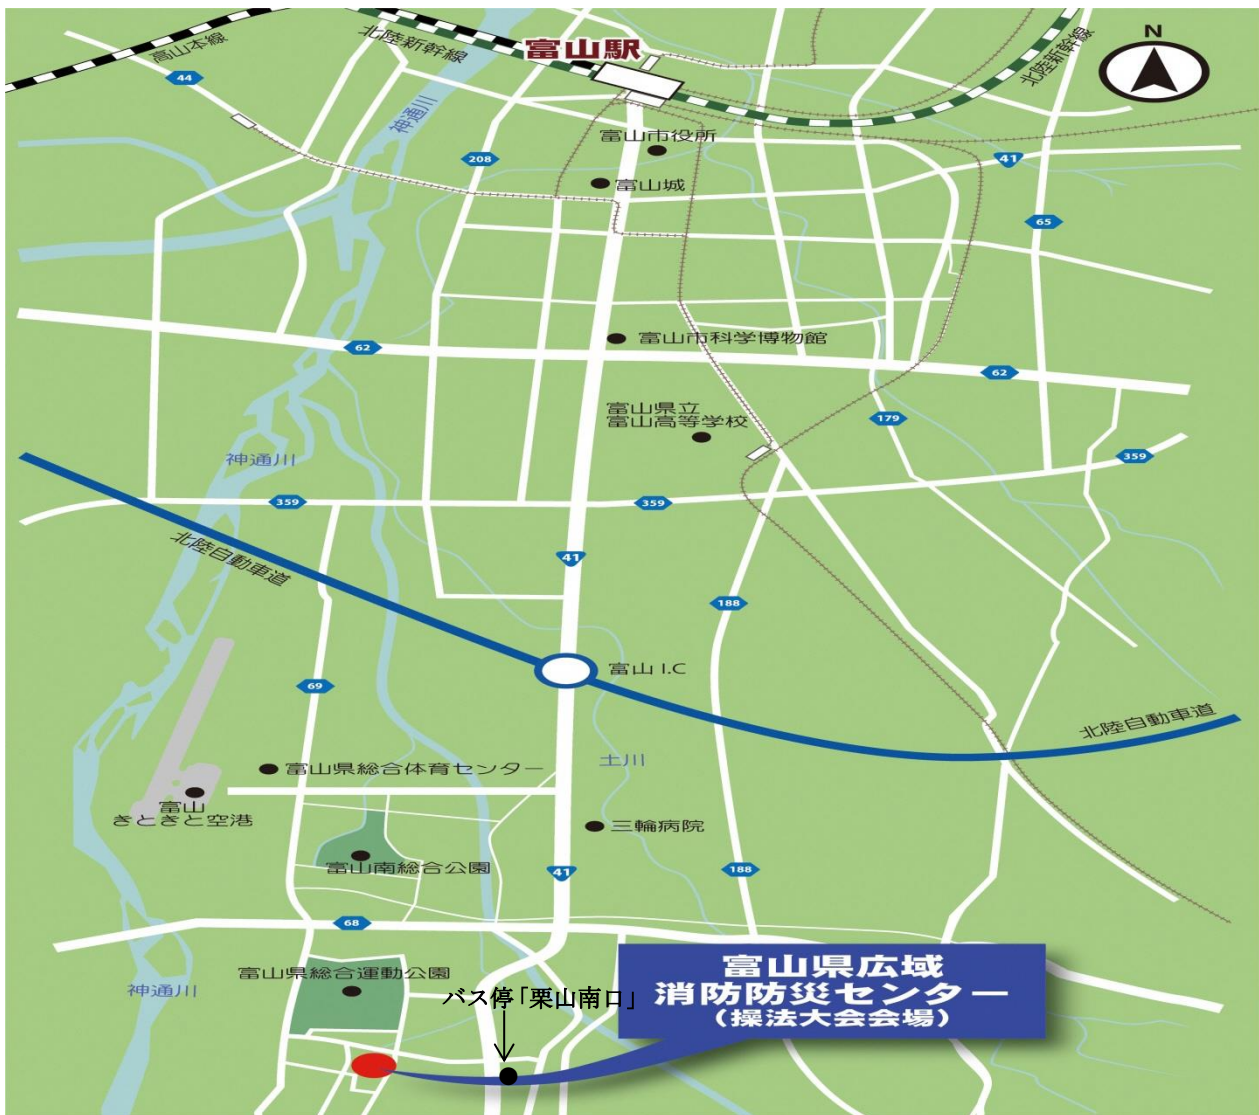 N
高山本線
北陸新幹線
富山駅
北陸新幹線
44
神通川
富山市役所
208
41
富山城
65
富山市科学博物館
62
62
富山県立
富山高等学校
179
神通川
359
359
359
北陸自動車道
41
188
富山 I.C
69
北陸自動車道
土川
富山県総合体育センター
富山
きときと空港
三輪病院
富山南総合公園
41
188
68
富山県総合運動公園
神通川
バス停「栗山南口」
富山県広域
消防防災センター
(操法大会会場)